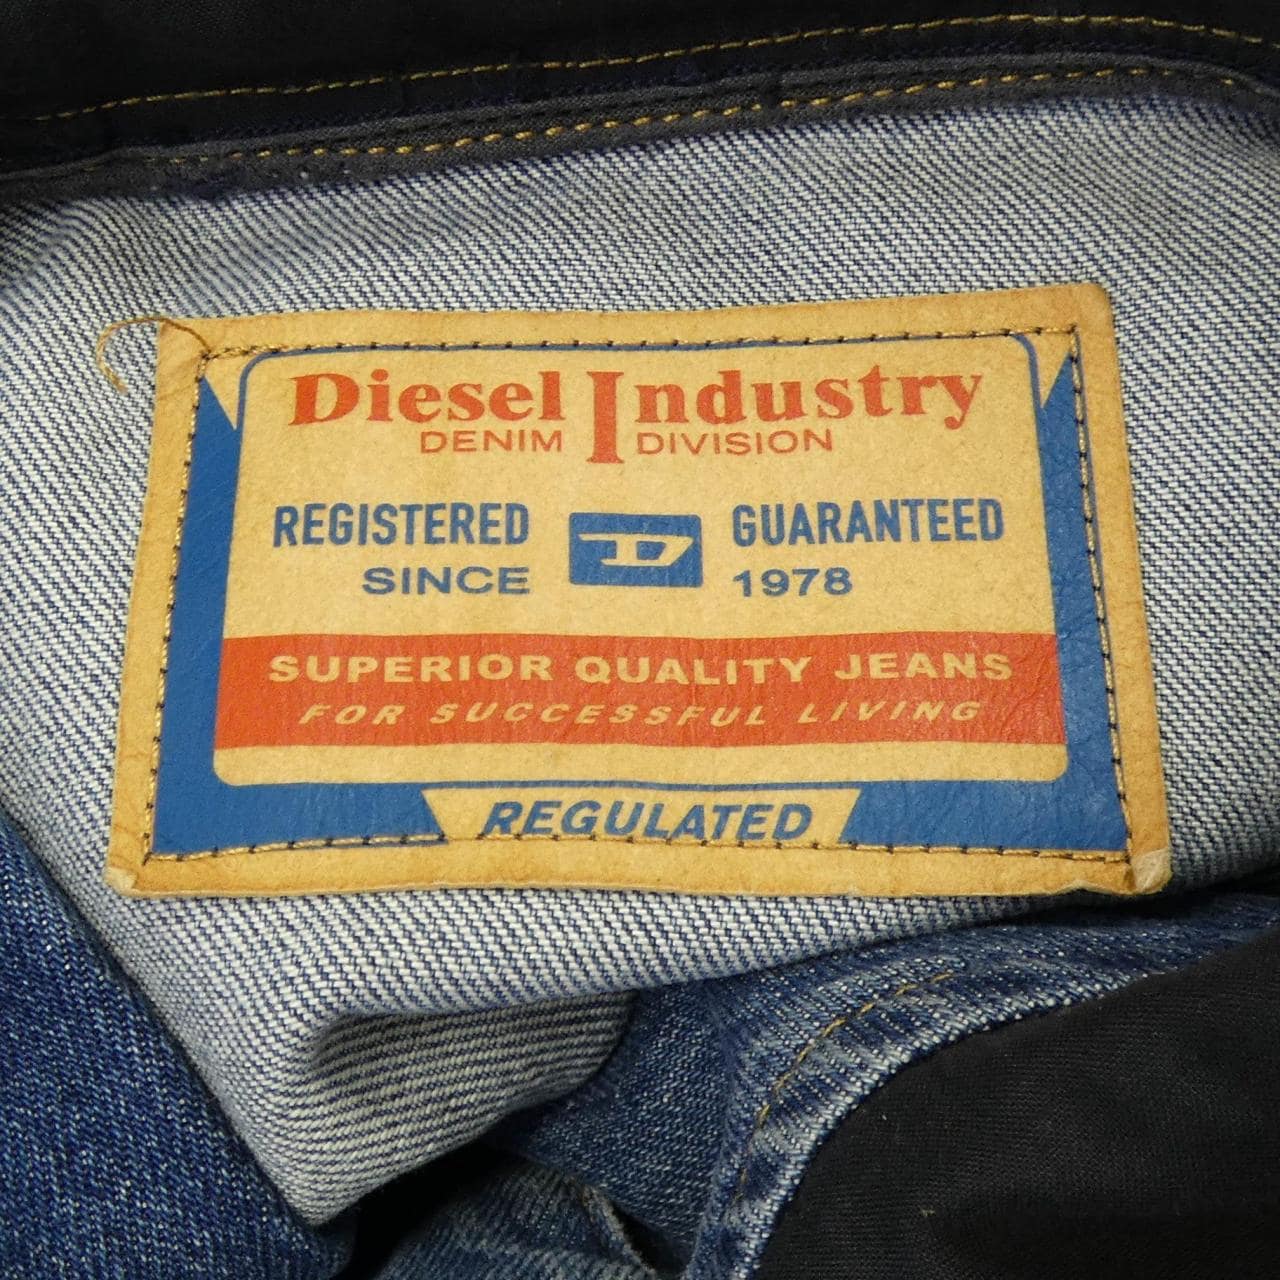 Diesel Industry
DENIM DIVISION
REGISTERED D GUARANTEED
SINCE 1978
SUPERIOR QUALITY JEANS
FOR SUCCESSFUL LIVING
REGULATED